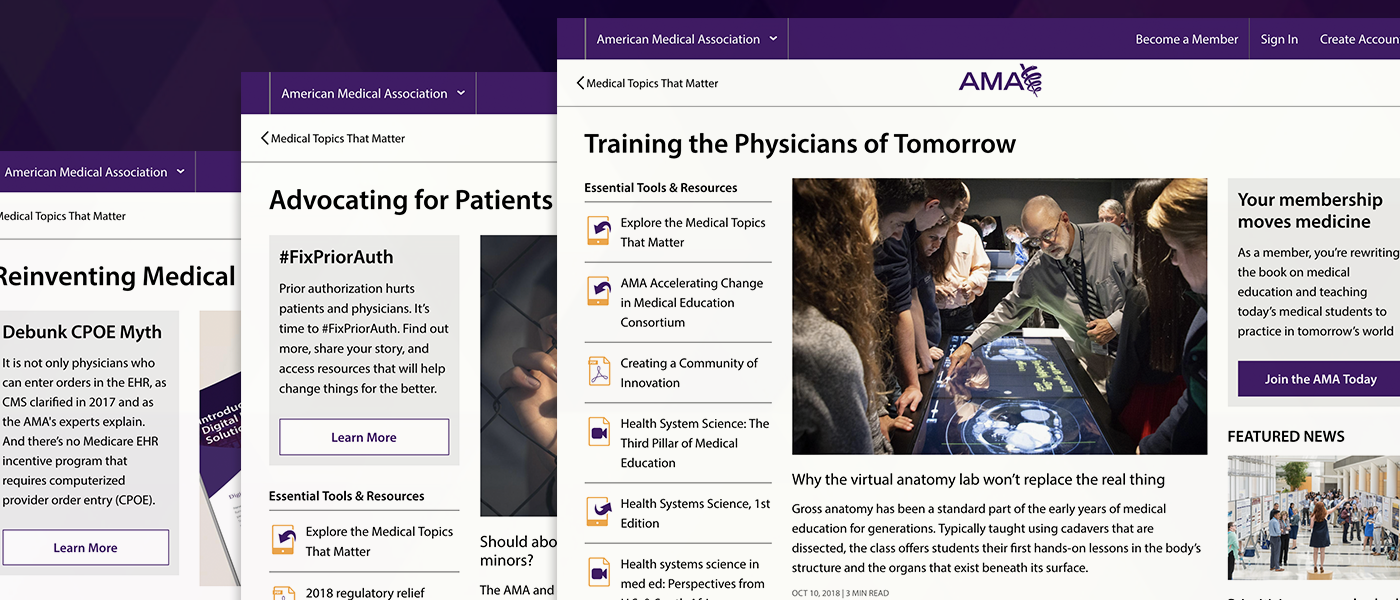 American Medical Association
Medical Topics That Matter
Reinventing Medical
Debunk CPOE Myth
It is not only physicians who
can enter orders in the EHR, as
CMS clarified in 2017 and as
the AMA's experts explain.
And there's no Medicare EHR
incentive program that
requires computerized
provider order entry (CPOE).
Learn More
Digital
American Medical Association
Medical Topics That Matter
Advocating for Patients
#FixPriorAuth
Prior authorization hurts
patients and physicians. It's
time to #FixPriorAuth. Find out
more, share your story, and
access resources that will help
change things for the better.
Learn More
Essential Tools & Resources
Explore the Medical Topics
That Matter
2018 regulatory relief
Should abo
minors?
The AMA and
American Medical Association
Become a Member
Sign In
Create Accoun
Medical Topics That Matter
AMA
Training the Physicians of Tomorrow
Essential Tools & Resources
Explore the Medical Topics
That Matter
AMA Accelerating Change
in Medical Education
Consortium
Creating a Community of
Innovation
Health System Science: The
Third Pillar of Medical
Education
Health Systems Science, 1st
Edition
Health systems science in
med ed: Perspectives from
Why the virtual anatomy lab won't replace the real thing
Gross anatomy has been a standard part of the early years of medical
education for generations. Typically taught using cadavers that are
dissected, the class offers students their first hands-on lessons in the body's
structure and the organs that exist beneath its surface.
OCT 10, 2018 | 3 MIN READ
Your membership
moves medicine
As a member, you're rewriting
the book on medical
education and teaching
today's medical students to
practice in tomorrow's world
Join the AMA Today
FEATURED NEWS